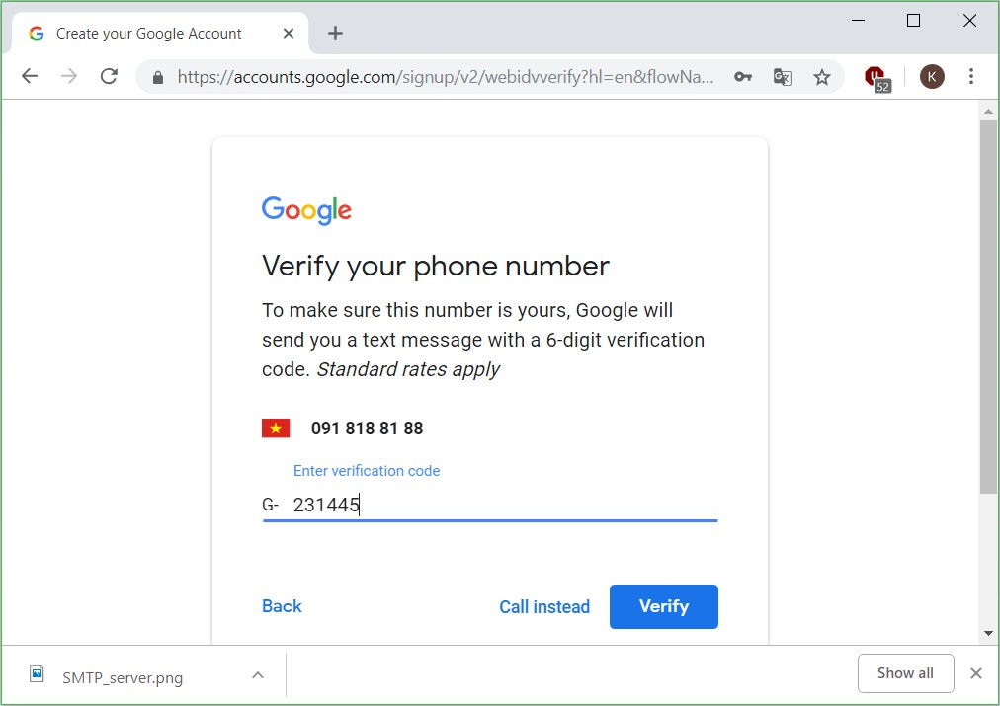 Create your Google Account
https://accounts.google.com/signup/v2/webidvverify?hl=en&flowNa...
52
K
Google
Verify your phone number
To make sure this number is yours, Google will
send you a text message with a 6-digit verification
code. Standard rates apply
091 818 81 88
Enter verification code
G- 231445
Back
Call instead
Verify
SMTP_server.png
Show all